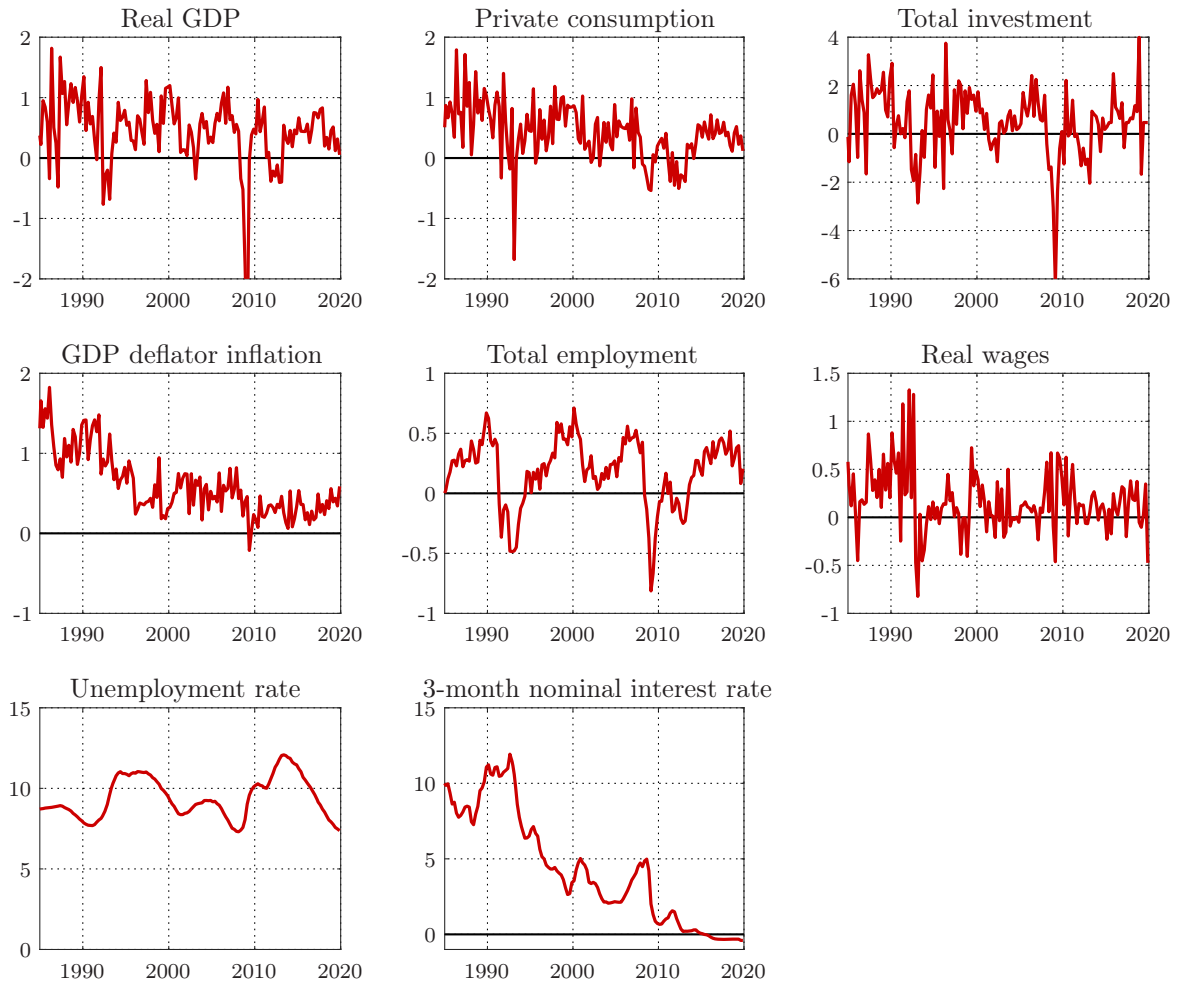 Real GDP
2
1
0
-1
-2
1990 2000 2010 2020
Private consumption
2
1
0
-1
-2
1990 2000 2010 2020
Total investment
4
2
0
-2
-4
-6
1990 2000 2010 2020
GDP deflator inflation
2
1
0
-1
1990 2000 2010 2020
Total employment
1
0.5
0
-0.5
-1
1990 2000 2010 2020
Real wages
1.5
1
0.5
0
-0.5
-1
1990 2000 2010 2020
Unemployment rate
15
10
5
0
1990 2000 2010 2020
3-month nominal interest rate
15
10
5
0
1990 2000 2010 2020